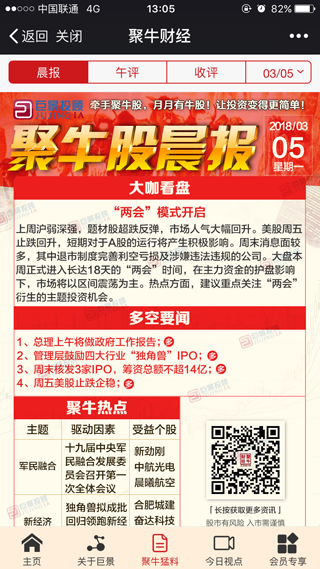 中国联通 4G 13:05 82%
返回 关闭 聚牛财经
晨报 午评 收评 03/05
巨景投顾 牵手聚牛股，月月有牛股！让投资变得更简单！
JUJINGJIA
聚牛股晨报
2018/03
05
星期一
大咖看盘
“两会”模式开启
上周沪弱深强，题材股超跌反弹，市场人气大幅回升。美股周五
止跌回升，短期对于A股的运行将产生积极影响。周末消息面较
多，其中退市制度完善利空亏损及涉嫌违法违规的公司。大盘本
周正式进入长达18天的“两会”时间，在主力资金的护盘影响
下，市场将以区间震荡为主。热点方面，建议重点关注“两会”
衍生的主题投资机会。
多空要闻
1、总理上午将做政府工作报告；多
2、管理层鼓励四大行业“独角兽”IPO；多
3、周末核发3家IPO，筹资总额不超14亿；多
4、周五美股止跌企稳；多
聚牛热点
主题 驱动因素 受益个股
军民融合
十九届中央军
民融合发展委
员会召开第一
次全体会议
新劲刚
中航光电
晨曦航空
新经济
独角兽拟成批
回归领跑新经
合肥城建
奋达科技
「长按获取更多资讯」
股市有风险 入市需谨慎
主页 关于巨景 聚牛猛料 今日视点 会员专享